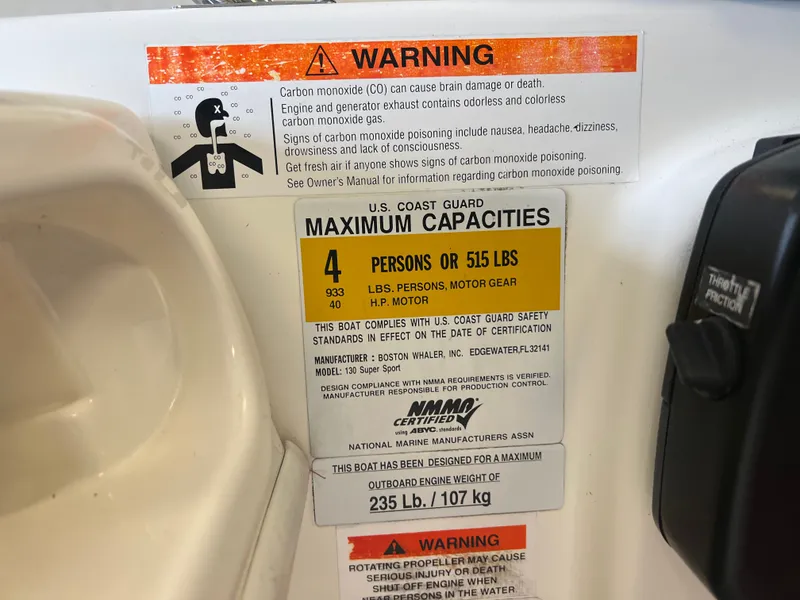 WARNING
Carbon monoxide (CO) can cause brain damage or death.
Engine and generator exhaust contains odorless and colorless
carbon monoxide gas.
Signs of carbon monoxide poisoning include nausea, headache, dizziness,
drowsiness and lack of consciousness.
Get fresh air if anyone shows signs of carbon monoxide poisoning.
See Owner's Manual for information regarding carbon monoxide poisoning.
U.S. COAST GUARD
MAXIMUM CAPACITIES
4 PERSONS OR 515 LBS
933 LBS. PERSONS, MOTOR GEAR
40 H.P. MOTOR
THIS BOAT COMPLIES WITH U.S. COAST GUARD SAFETY
STANDARDS IN EFFECT ON THE DATE OF CERTIFICATION
MANUFACTURER : BOSTON WHALER, INC. EDGEWATER,FL32141
MODEL: 130 Super Sport
DESIGN COMPLIANCE WITH NMMA REQUIREMENTS IS VERIFIED.
MANUFACTURER RESPONSIBLE FOR PRODUCTION CONTROL.
NMMA
CERTIFIED
using ABYC standards
NATIONAL MARINE MANUFACTURERS ASSN
THIS BOAT HAS BEEN DESIGNED FOR A MAXIMUM
OUTBOARD ENGINE WEIGHT OF
235 Lb. / 107 kg
WARNING
ROTATING PROPELLER MAY CAUSE
SERIOUS INJURY OR DEATH
SHUT OFF ENGINE WHEN
NEAR PERSONS IN THE WATER
THROTTLE
FRICTION